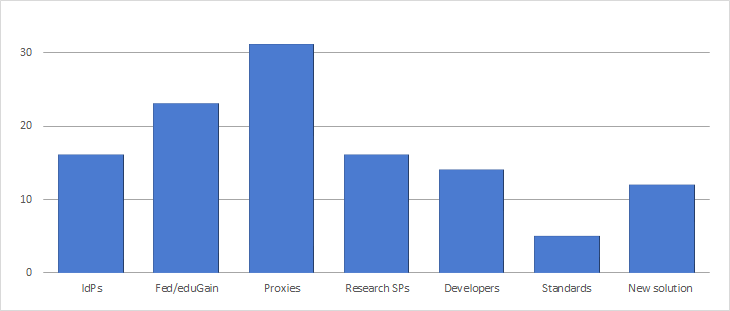 30
20
10
0
IdPs Fed/eduGain Proxies Research SPs Developers Standards New solution